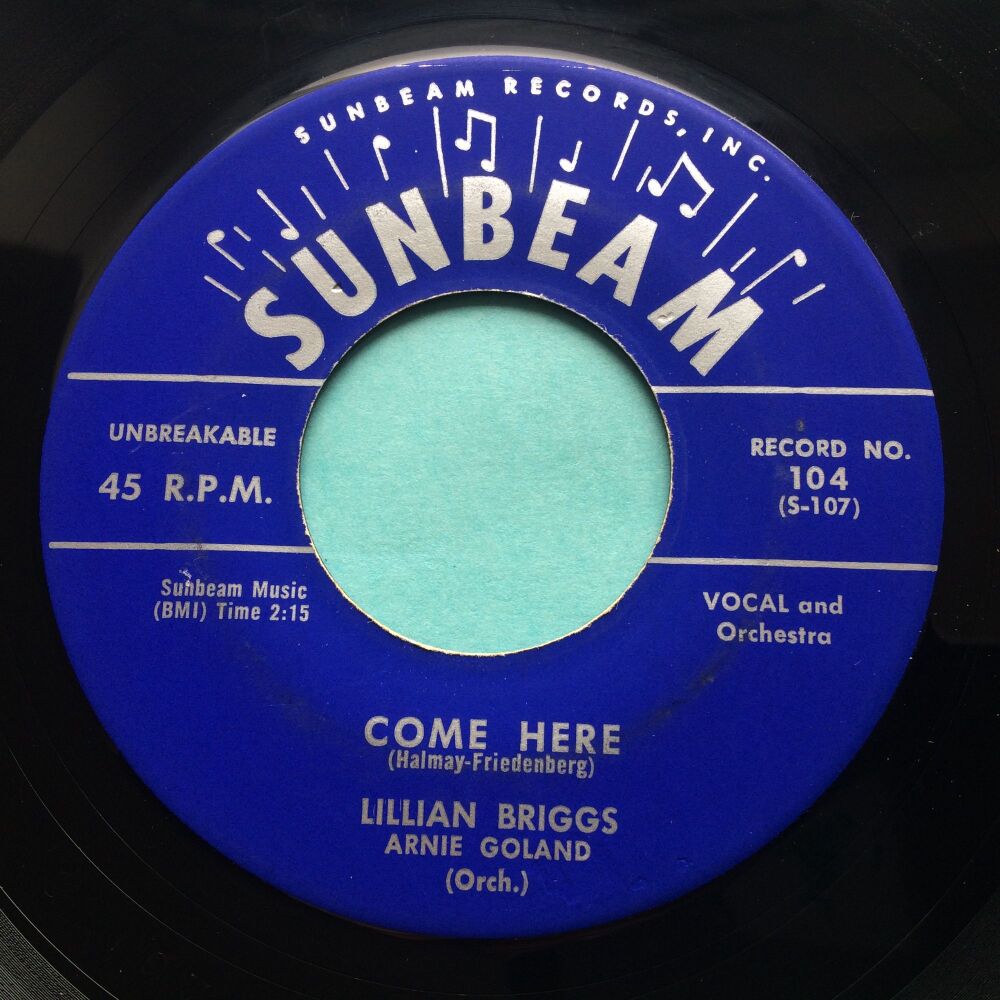 SUNBEAM RECORDS, INC.
SUNBEAM
UNBREAKABLE
45 R.P.M.
RECORD NO.
104
(S-107)
Sunbeam Music
(BMI) Time 2:15
VOCAL and
Orchestra
COME HERE
(Halmay-Friedenberg)
LILLIAN BRIGGS
ARNIE GOLAND
(Orch.)